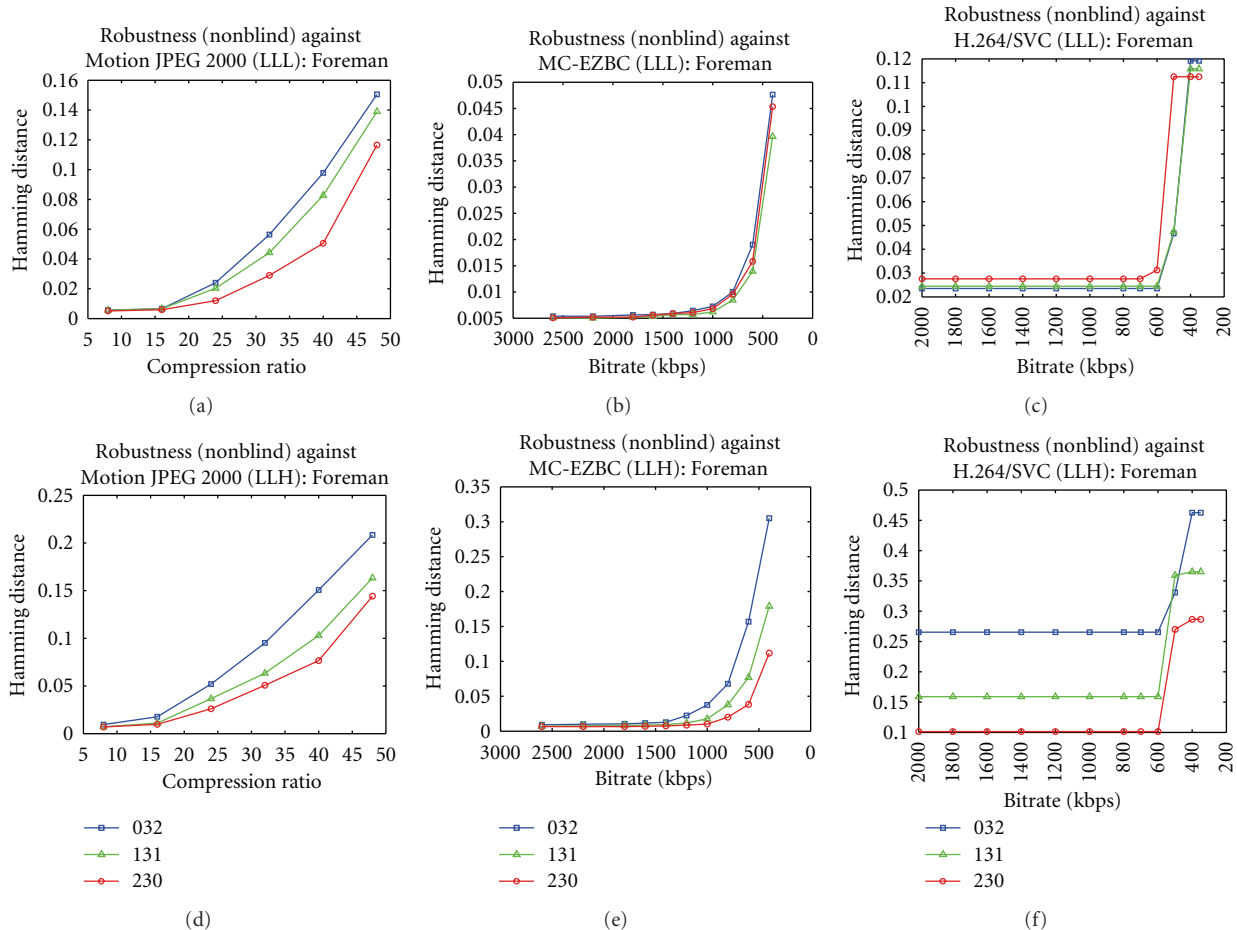 Robustness (nonblind) against
Motion JPEG 2000 (LLL): Foreman
0.16
0.14
0.12
0.1
0.08
0.06
0.04
0.02
0
5 10 15 20 25 30 35 40 45 50
Hamming distance
Compression ratio
(a)
Robustness (nonblind) against
MC-EZBC (LLL): Foreman
0.05
0.045
0.04
0.035
0.03
0.025
0.02
0.015
0.01
0.005
3000 2500 2000 1500 1000 500 0
Hamming distance
Bitrate (kbps)
(b)
Robustness (nonblind) against
H.264/SVC (LLL): Foreman
0.12
0.11
0.1
0.09
0.08
0.07
0.06
0.05
0.04
0.03
0.02
2000 1800 1600 1400 1200 1000 800 600 400 200
Hamming distance
Bitrate (kbps)
(c)
Robustness (nonblind) against
Motion JPEG 2000 (LLH): Foreman
0.25
0.2
0.15
0.1
0.05
0
5 10 15 20 25 30 35 40 45 50
Hamming distance
Compression ratio
032
131
230
(d)
Robustness (nonblind) against
MC-EZBC (LLH): Foreman
0.35
0.3
0.25
0.2
0.15
0.1
0.05
0
3000 2500 2000 1500 1000 500 0
Hamming distance
Bitrate (kbps)
032
131
230
(e)
Robustness (nonblind) against
H.264/SVC (LLH): Foreman
0.5
0.45
0.4
0.35
0.3
0.25
0.2
0.15
0.1
2000 1800 1600 1400 1200 1000 800 600 400 200
Hamming distance
Bitrate (kbps)
032
131
230
(f)